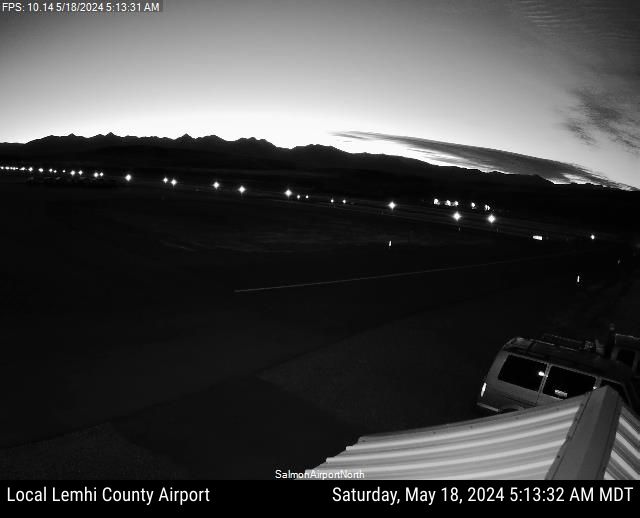 FPS: 10.14 5/18/2024 5:13:31 AM
SalmonAirportNorth
Local Lemhi County Airport Saturday, May 18, 2024 5:13:32 AM MDT